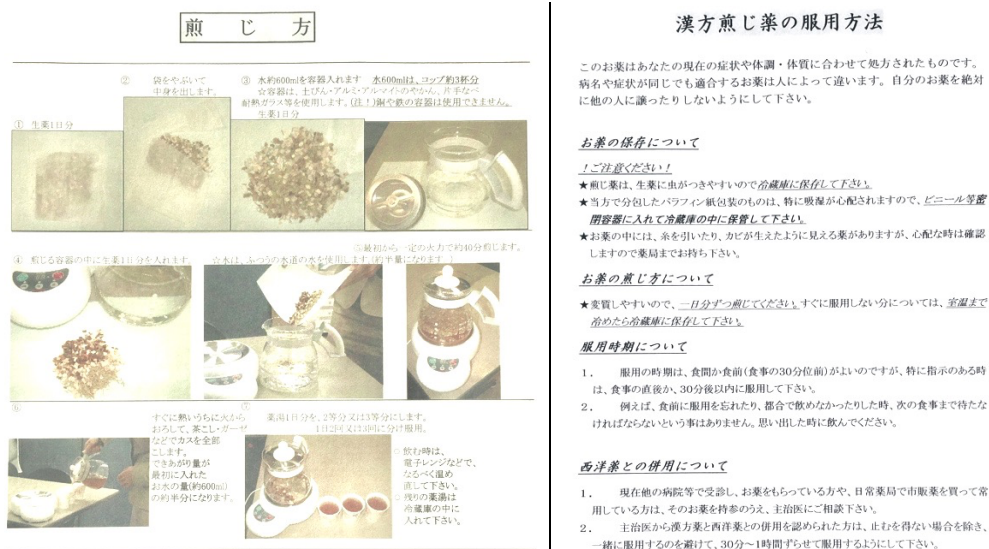 煎じ方
① 生薬1日分
② 袋をやぶいて
中身を出します。
③ 水約600mlを容器入れます 水600mlは、コップ約3杯分
☆容器は、土びん・アルミ・アルマイトのやかん、片手なべ
耐熱ガラス等を使用します。(注!)銅や鉄の容器は使用できません。
生薬1日分
④ 煎じる容器の中に生薬1日分を入れます。
⑤最初から一定の火力で約40分煎じます。
☆水は、ふつうの水道の水を使用します。(約半量になります。)
⑥
すぐに熱いうちに火から
おろして、茶こし・ガーゼ
などでカスを全部
こします。
できあがり量が
最初に入れた
お水の量(約600ml)
の約半分になります。
⑦
薬湯1日分を、2等分又は3等分にします。
1日2回又は3回に分け服用。
○飲む時は、
電子レンジなどで、
なるべく温め
直して下さい。
○残りの薬湯は
冷蔵庫の中に
入れて下さい。
漢方煎じ薬の服用方法
このお薬はあなたの現在の症状や体調・体質に合わせて処方されたものです。
病名や症状が同じでも適合するお薬は人によって違います。自分のお薬を絶対
に他の人に譲ったりしないようにして下さい。
お薬の保存について
!ご注意ください!
★煎じ薬は、生薬に虫がつきやすいので冷蔵庫に保存して下さい。
★当方で分包したパラフィン紙包装のものは、特に吸湿が心配されますので、ビニール等密
閉容器に入れて冷蔵庫の中に保管して下さい。
★お薬の中には、糸を引いたり、カビが生えたように見える薬がありますが、心配な時は確認
しますので薬局までお持ち下さい。
お薬の煎じ方について
★変質しやすいので、一日分ずつ煎じてください。すぐに服用しない分については、室温まで
冷めたら冷蔵庫に保存して下さい。
服用時期について
1. 服用の時期は、食間か食前(食事の30分位前)がよいのですが、特に指示のある時
は、食事の直後か、30分後以内に服用して下さい。
2. 例えば、食前に服用を忘れたり、都合で飲めなかったりした時、次の食事まで待たな
ければならないという事はありません。思い出した時に飲んでください。
西洋薬との併用について
1. 現在他の病院等で受診し、お薬をもらっている方や、日常薬局で市販薬を買って常
用している方は、そのお薬を持参のうえ、主治医にご相談下さい。
2. 主治医から漢方薬と西洋薬との併用を認められた方は、止むを得ない場合を除き、
一緒に服用するのを避けて、30分~1時間ずらせて服用するようにして下さい。